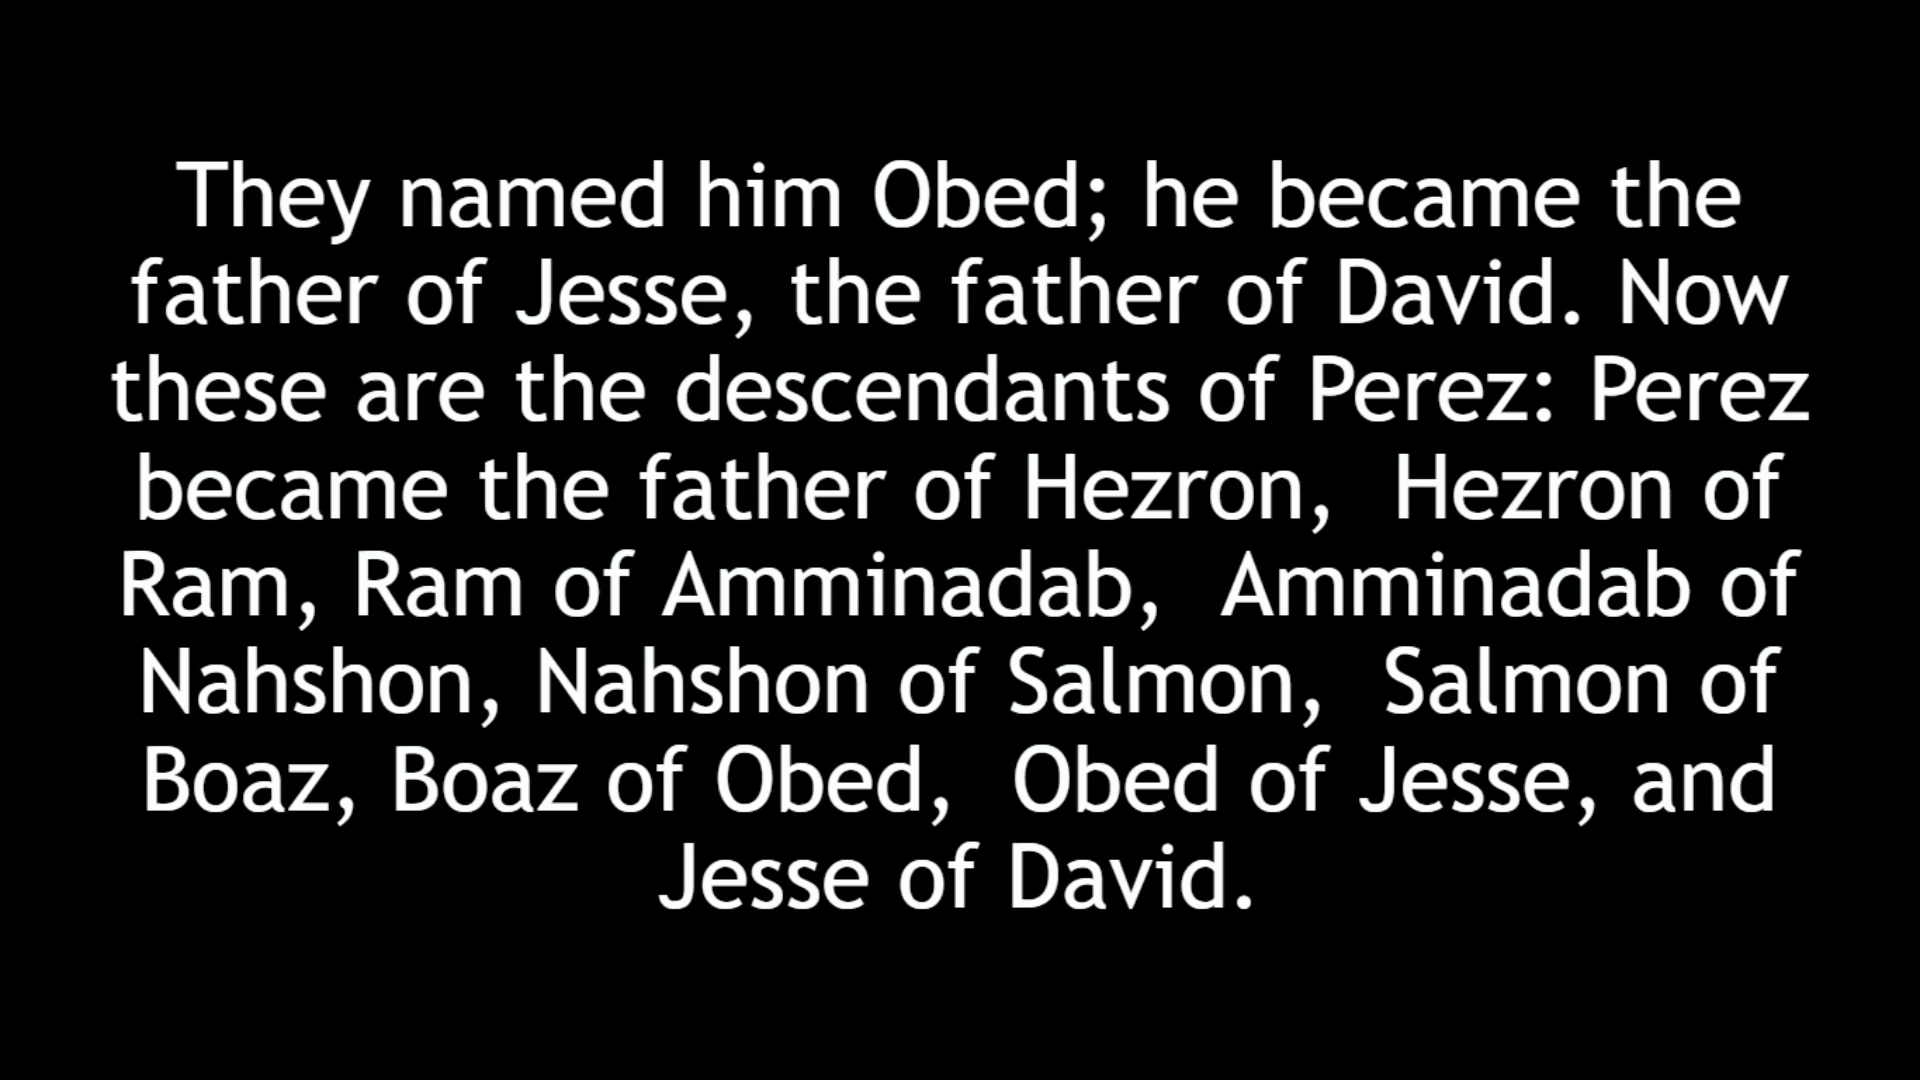 They named him Obed; he became the
father of Jesse, the father of David. Now
these are the descendants of Perez: Perez
became the father of Hezron,  Hezron of
Ram, Ram of Amminadab,  Amminadab of
Nahshon, Nahshon of Salmon,  Salmon of
Boaz, Boaz of Obed,  Obed of Jesse, and
Jesse of David.